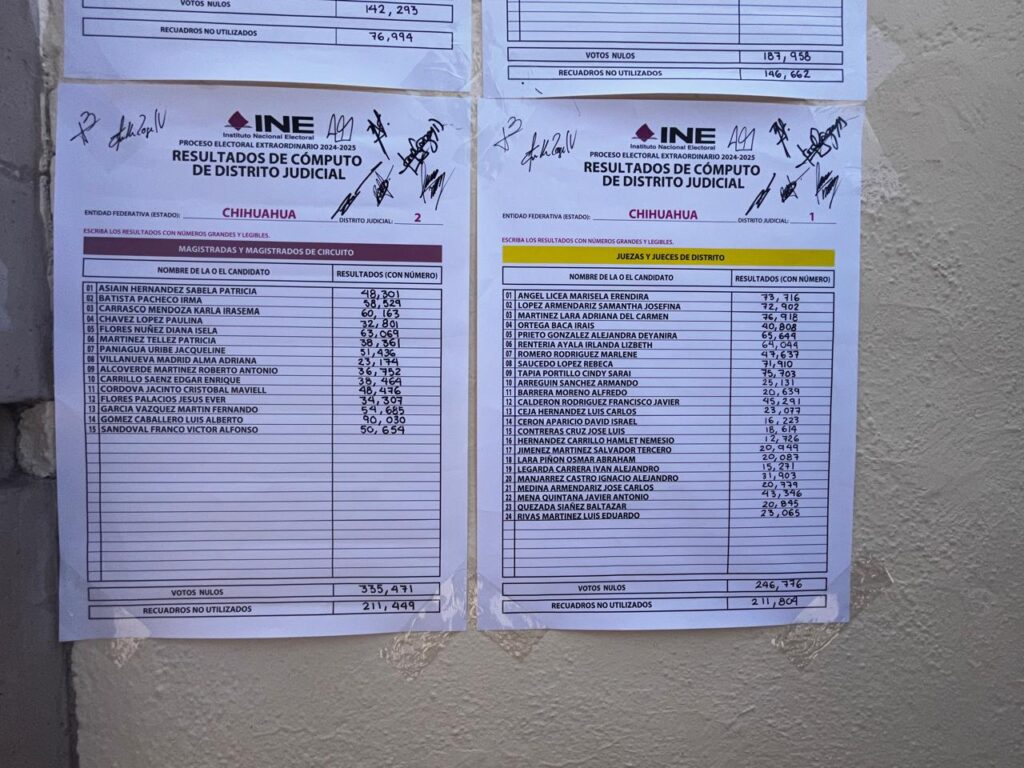 VOTOS NULOS 142,293
RECUADROS NO UTILIZADOS 76,994
VOTOS NULOS 187,958
RECUADROS NO UTILIZADOS 146,662
INE
Instituto Nacional Electoral
PROCESO ELECTORAL EXTRAORDINARIO 2024-2025
RESULTADOS DE CÓMPUTO
DE DISTRITO JUDICIAL
ENTIDAD FEDERATIVA (ESTADO): CHIHUAHUA DISTRITO JUDICIAL: 2
ESCRIBA LOS RESULTADOS CON NÚMEROS GRANDES Y LEGIBLES.
MAGISTRADAS Y MAGISTRADOS DE CIRCUITO
NOMBRE DE LA O EL CANDIDATO RESULTADOS (CON NÚMERO)
01 ASIAIN HERNANDEZ SABELA PATRICIA 48,301
02 BATISTA PACHECO IRMA 58,529
03 CARRASCO MENDOZA KARLA IRASEMA 60,163
04 CHAVEZ LOPEZ PAULINA 32,801
05 FLORES NUÑEZ DIANA ISELA 63,069
06 MARTINEZ TELLEZ PATRICIA 38,361
07 PANIAGUA URIBE JACQUELINE 51,436
08 VILLANUEVA MADRID ALMA ADRIANA 23,174
09 ALCOVERDE MARTINEZ ROBERTO ANTONIO 36,752
10 CARRILLO SAENZ EDGAR ENRIQUE 38,464
11 CORDOVA JACINTO CRISTOBAL MAVIELL 48,476
12 FLORES PALACIOS JESUS EVER 34,307
13 GARCIA VAZQUEZ MARTIN FERNANDO 54,685
14 GOMEZ CABALLERO LUIS ALBERTO 90,030
15 SANDOVAL FRANCO VICTOR ALFONSO 50,654
VOTOS NULOS 335,471
RECUADROS NO UTILIZADOS 211,449
INE
Instituto Nacional Electoral
PROCESO ELECTORAL EXTRAORDINARIO 2024-2025
RESULTADOS DE CÓMPUTO
DE DISTRITO JUDICIAL
ENTIDAD FEDERATIVA (ESTADO): CHIHUAHUA DISTRITO JUDICIAL: 1
ESCRIBA LOS RESULTADOS CON NÚMEROS GRANDES Y LEGIBLES.
JUEZAS Y JUECES DE DISTRITO
NOMBRE DE LA O EL CANDIDATO RESULTADOS (CON NÚMERO)
01 ANGEL LICEA MARISELA ERENDIRA 73,716
02 LOPEZ ARMENDARIZ SAMANTHA JOSEFINA 72,902
03 MARTINEZ LARA ADRIANA DEL CARMEN 76,918
04 ORTEGA BACA IRAIS 40,808
05 PRIETO GONZALEZ ALEJANDRA DEYANIRA 65,644
06 RENTERIA AYALA IRLANDA LIZBETH 64,044
07 ROMERO RODRIGUEZ MARLENE 47,637
08 SAUCEDO LOPEZ REBECA 71,910
09 TAPIA PORTILLO CINDY SARAI 75,703
10 ARREGUIN SANCHEZ ARMANDO 25,131
11 BARRERA MORENO ALFREDO 20,639
12 CALDERON RODRIGUEZ FRANCISCO JAVIER 45,291
13 CEJA HERNANDEZ LUIS CARLOS 23,077
14 CERON APARICIO DAVID ISRAEL 16,223
15 CONTRERAS CRUZ JOSE LUIS 18,614
16 HERNANDEZ CARRILLO HAMLET NEMESIO 12,726
17 JIMENEZ MARTINEZ SALVADOR TERCERO 20,949
18 LARA PIÑON OSMAR ABRAHAM 20,087
19 LEGARDA CARRERA IVAN ALEJANDRO 15,271
20 MANJARREZ CASTRO IGNACIO ALEJANDRO 31,903
21 MEDINA ARMENDARIZ JOSE CARLOS 20,779
22 MENA QUINTANA JAVIER ANTONIO 43,346
23 QUEZADA SIAÑEZ BALTAZAR 20,845
24 RIVAS MARTINEZ LUIS EDUARDO 23,065
VOTOS NULOS 246,776
RECUADROS NO UTILIZADOS 211,804